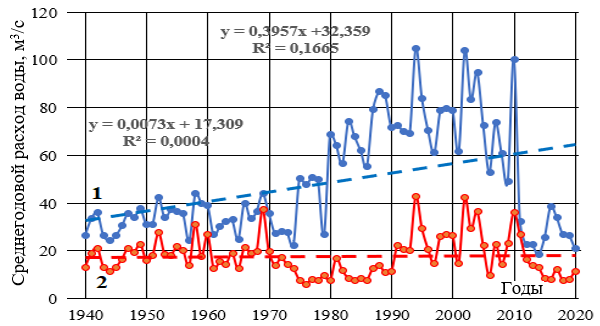 Среднегодовой расход воды, м³/с
120
100
80
60
40
20
0
y = 0,3957x +32,359
R² = 0,1665
y = 0,0073x + 17,309
R² = 0,0004
1
2
Годы
1940 1950 1960 1970 1980 1990 2000 2010 2020